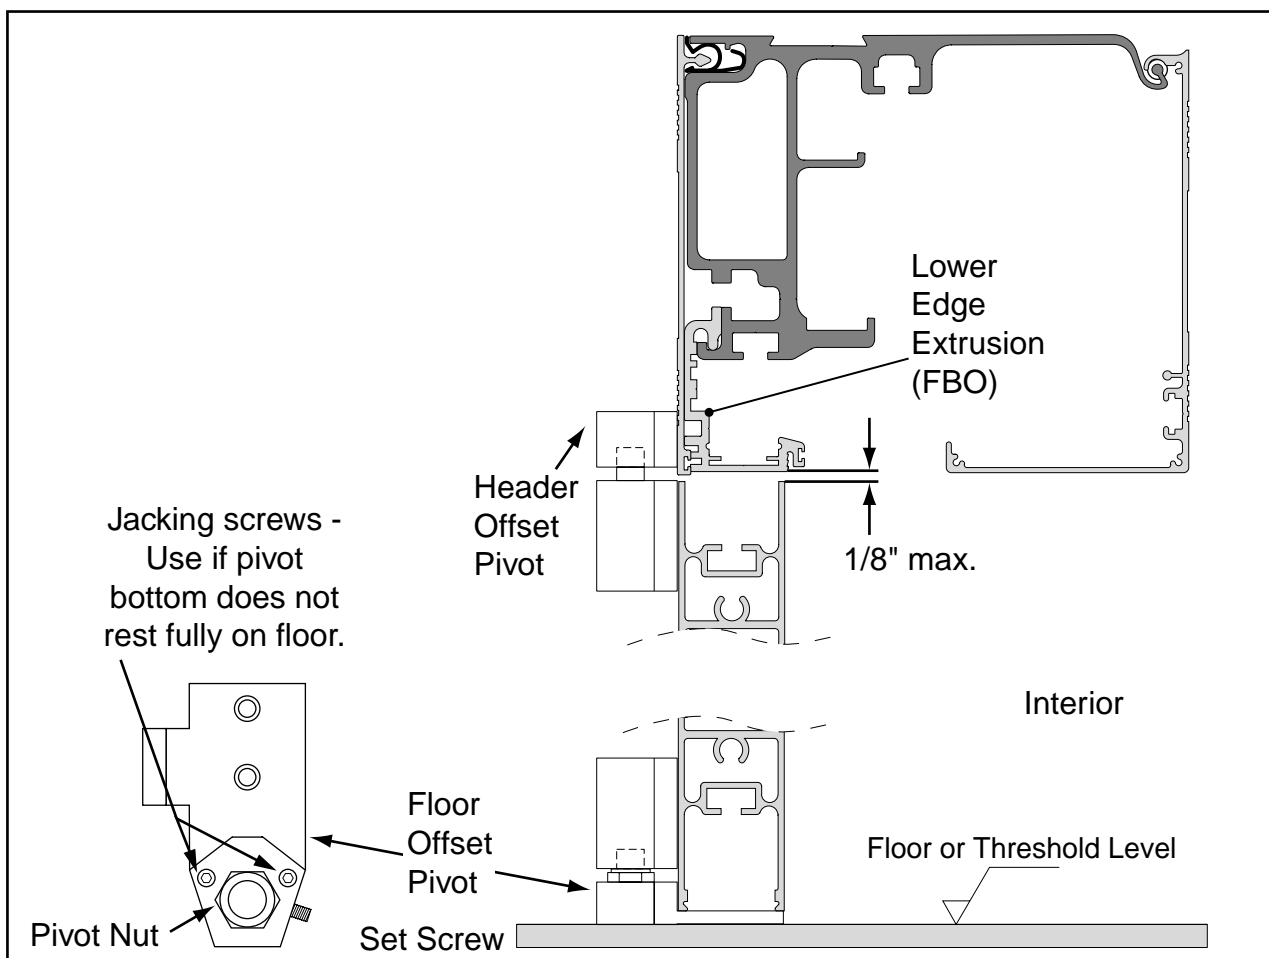 Lower
Edge
Extrusion
(FBO)
Header
Offset
Pivot
1/8" max.
Jacking screws -
Use if pivot
bottom does not
rest fully on floor.
Interior
Floor
Offset
Pivot
Floor or Threshold Level
Pivot Nut
Set Screw